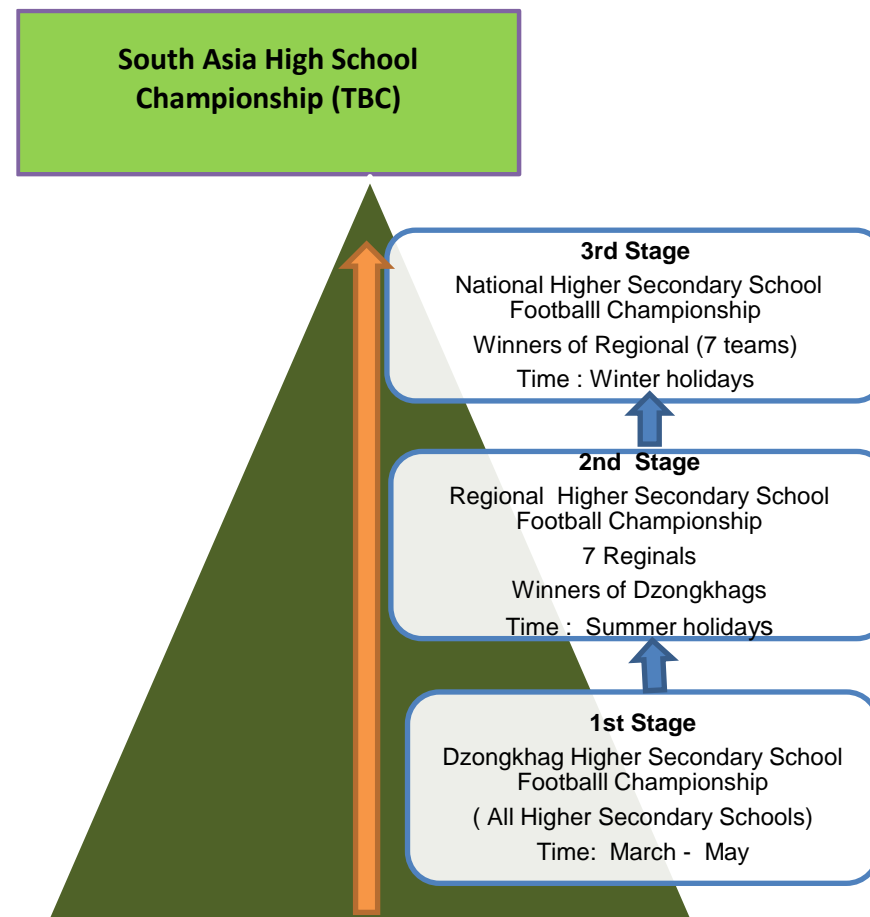 South Asia High School
Championship (TBC)
3rd Stage
National Higher Secondary School
Footballl Championship
Winners of Regional (7 teams)
Time : Winter holidays
2nd Stage
Regional Higher Secondary School
Football Championship
7 Reginals
Winners of Dzongkhags
Time : Summer holidays
1st Stage
Dzongkhag Higher Secondary School
Footballl Championship
( All Higher Secondary Schools)
Time: March - May